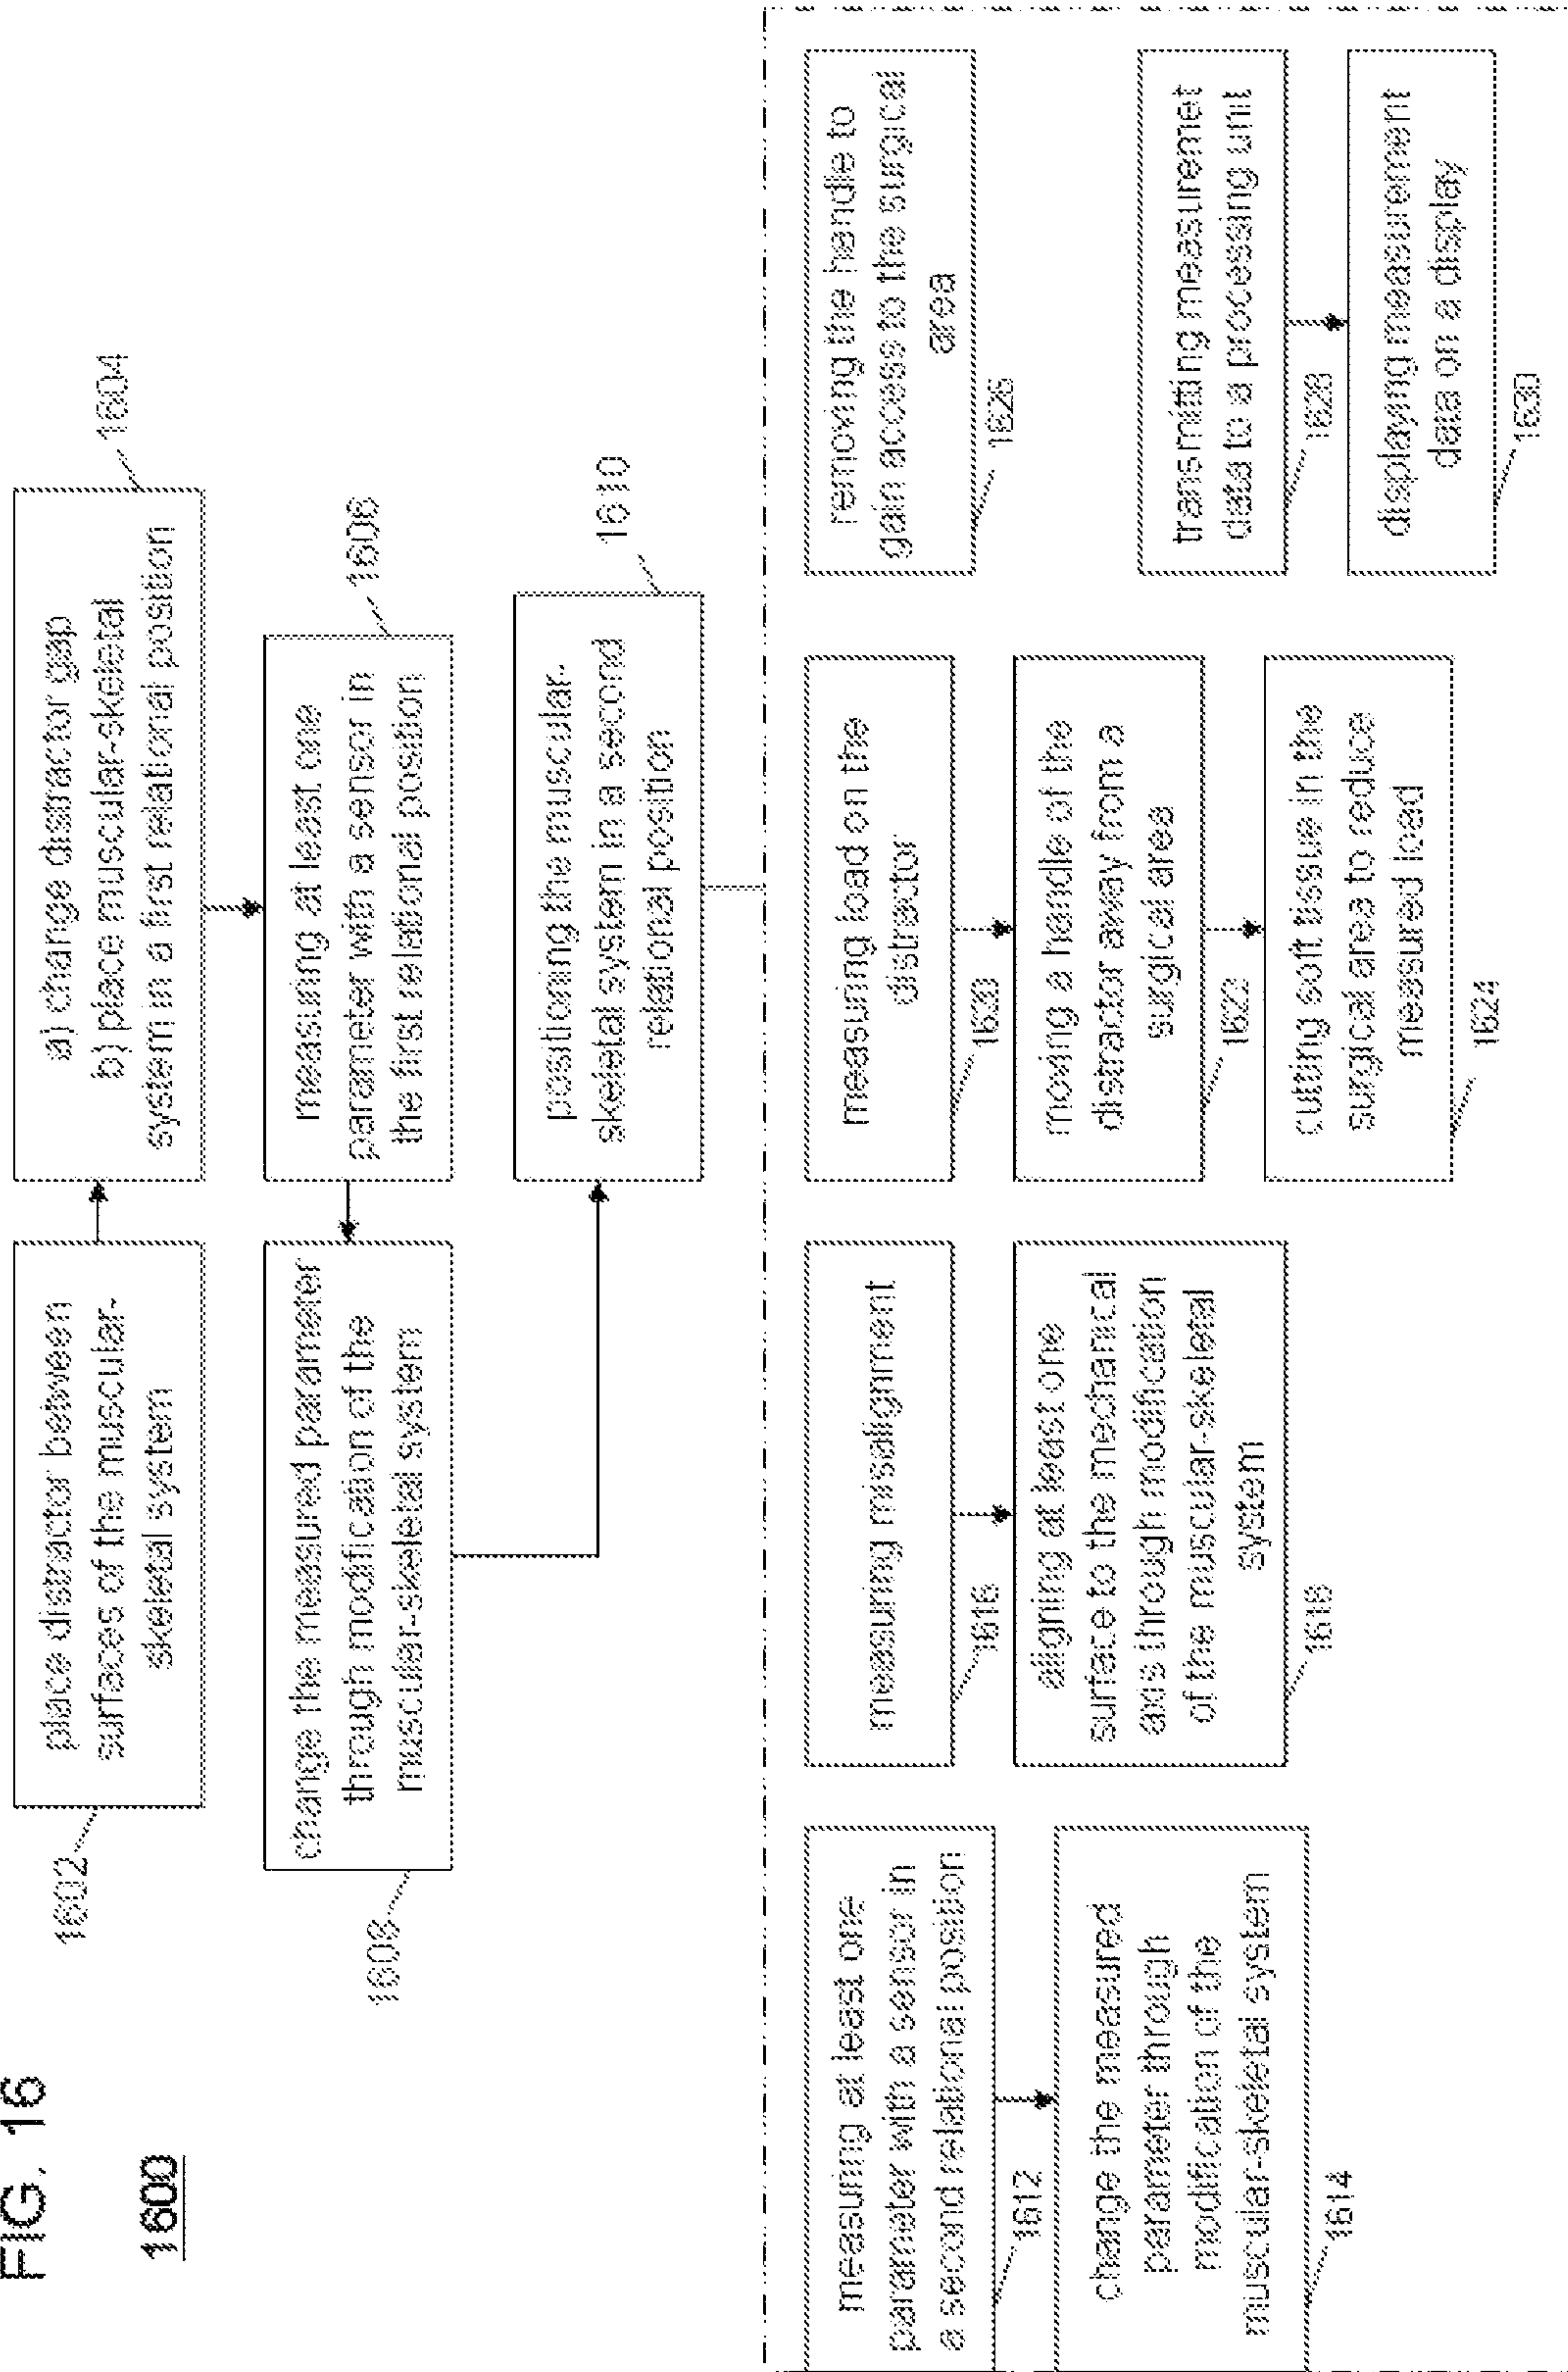 FIG. 16
1600
place distractor between
surfaces of the muscular-
skeletal system
1602
a) change distractor gap
b) place muscular-skeletal
system in a first relational position
1604
measuring at least one
parameter with a sensor in
the first relational position
1606
change the measured parameter
through modification of the
muscular-skeletal system
1608
positioning the muscular-
skeletal system in a second
relational position
1610
measuring at least one
parameter with a sensor in
a second relational position
1612
change the measured
parameter through
modification of the
muscular-skeletal system
1614
measuring misalignment
1616
aligning at least one
surface to the mechanical
axis through modification
of the muscular-skeletal
system
1618
measuring load on the
distractor
1620
moving a handle of the
distractor away from a
surgical area
1622
cutting soft tissue in the
surgical area to reduce
measured load
1624
removing the handle to
gain access to the surgical
area
1626
transmitting measuremet
data to a processing unit
1628
displaying measurement
data on a display
1630